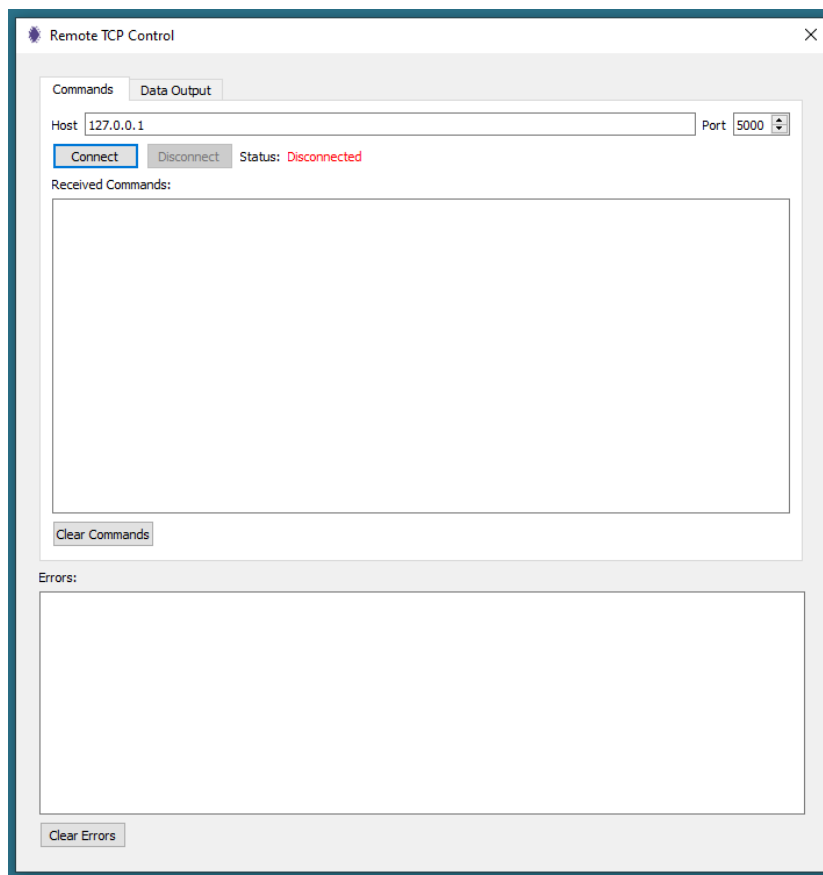 Remote TCP Control
Commands Data Output
Host 127.0.0.1 Port 5000
Connect Disconnect Status: Disconnected
Received Commands:
Clear Commands
Errors:
Clear Errors